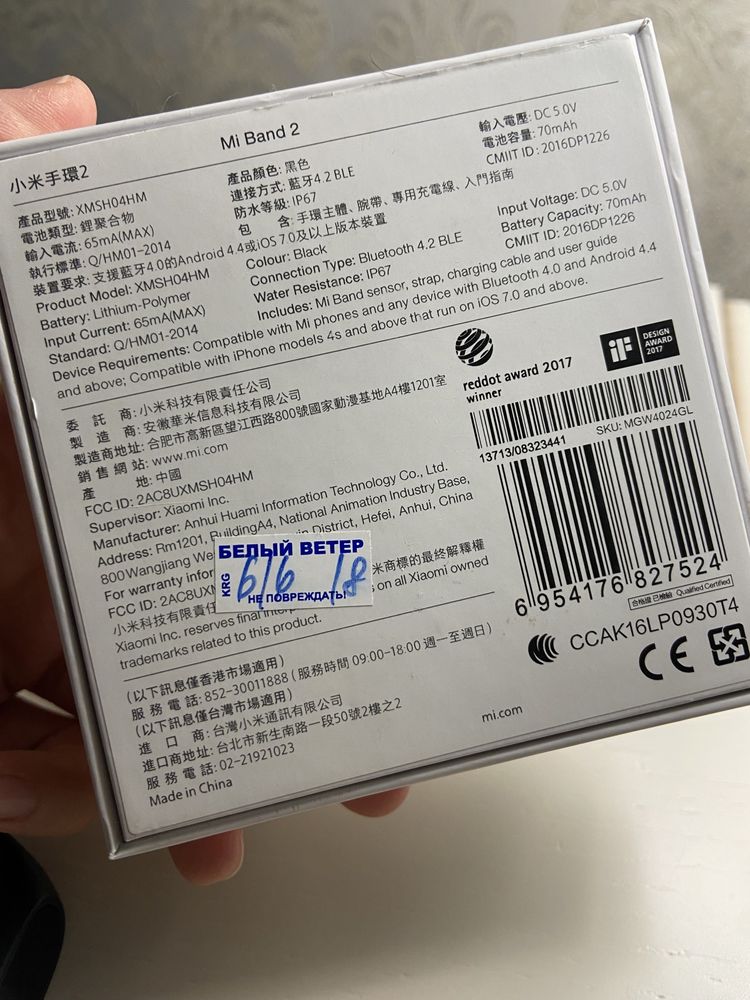 小米手環2
Mi Band 2
產品型號: XMSH04HM
產品顏色: 黑色
輸入電壓: DC 5.0V
電池類型: 鋰聚合物
連接方式: 藍牙4.2 BLE
電池容量: 70mAh
輸入電流: 65mA(MAX)
防水等級: IP67
CMIIT ID : 2016DP1226
執行標準: Q/HM01–2014
包 含: 手環主體、腕帶、專用充電線、入門指南
裝置要求: 支援藍牙4.0的Android 4.4或iOS 7.0及以上版本裝置
Product Model: XMSH04HM
Colour: Black
Input Voltage: DC 5.0V
Battery: Lithium-Polymer
Connection Type: Bluetooth 4.2 BLE
Battery Capacity: 70mAh
Input Current: 65mA(MAX)
Water Resistance: IP67
CMIIT ID: 2016DP1226
Standard: Q/HM01-2014
Includes: Mi Band sensor, strap, charging cable and user guide
Device Requirements: Compatible with Mi phones and any device with Bluetooth 4.0 and Android 4.4
and above; Compatible with iPhone models 4s and above that run on iOS 7.0 and above.
reddot award 2017
winner
iF
DESIGN
AWARD
2017
委 託 商: 小米科技有限責任公司
製 造 商: 安徽華米信息科技有限公司
製造商地址: 合肥市高新區望江西路800號國家動漫基地A4樓1201室
銷售網站: www.mi.com
產 地: 中國
FCC ID: 2AC8UXMSH04HM
Supervisor: Xiaomi Inc.
Manufacturer: Anhui Huami Information Technology Co., Ltd.
Address: Rm1201, BuildingA4, National Animation Industry Base,
800 Wangjiang We in District, Hefei, Anhui, China
For warranty infor
FCC ID: 2AC8UX
小米科技有限責任 米商標的最終解釋權
Xiaomi Inc. reserves final on all Xiaomi owned
trademarks related to this product.
БЕЛЫЙ ВЕТЕР
KRG
6/6 18
НЕ ПОВРЕЖДАТЬ!
13713/08323441
SKU: MGW4024GL
6 954176 827524
合格證 已檢驗 Qualified Certified
CCAK16LP0930T4
CE
(以下訊息僅香港市場適用)
服務電話: 852-30011888 (服務時間 09:00-18:00 週一至週日)
(以下訊息僅台灣市場適用)
進 口 商: 台灣小米通訊有限公司
進口商地址: 台北市新生南路一段50號2樓之2
服務電話: 02-21921023
Made in China
mi.com